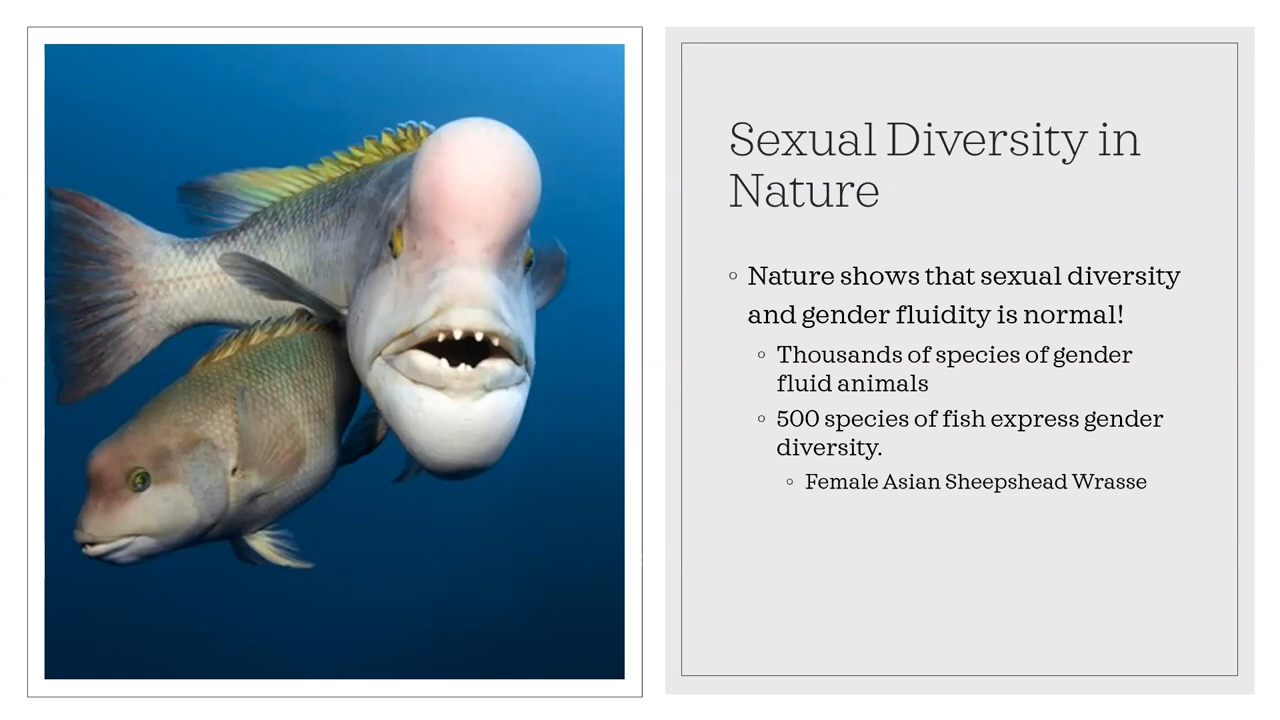 Sexual Diversity in
Nature
Nature shows that sexual diversity
and gender fluidity is normal!
Thousands of species of gender
fluid animals
500 species of fish express gender
diversity.
Female Asian Sheepshead Wrasse